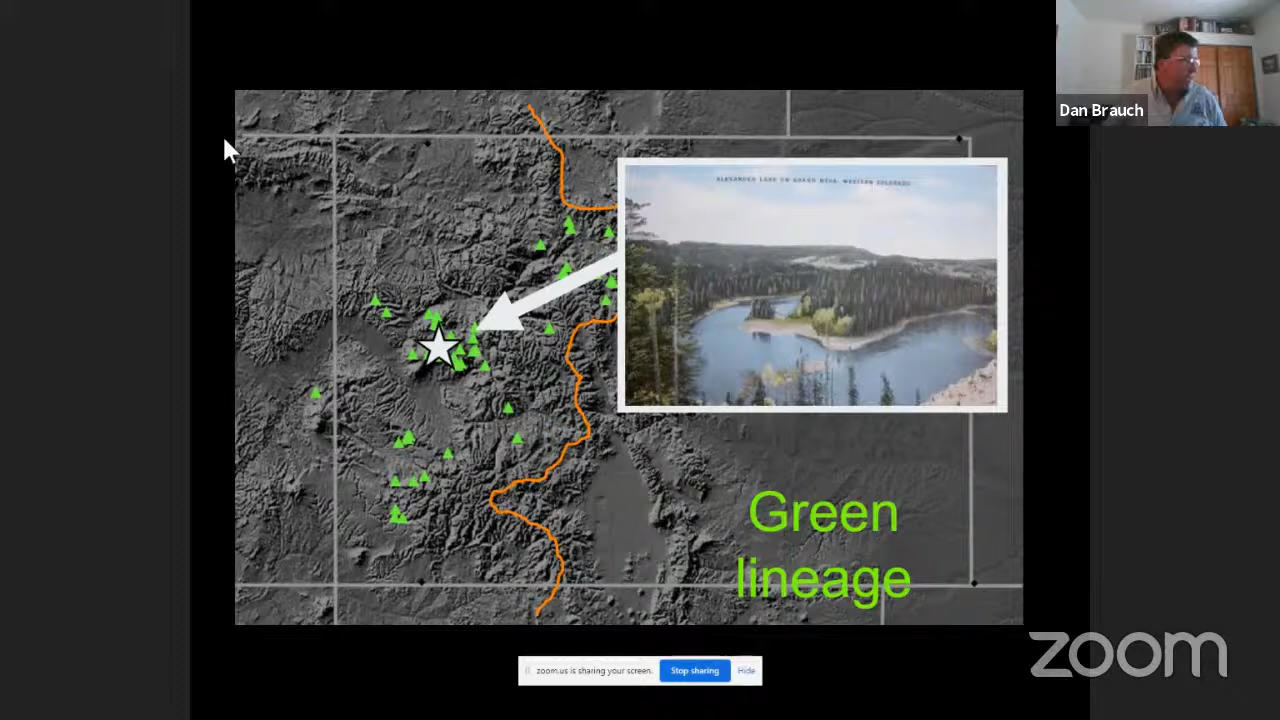 Dan Brauch
ALEXANDER LAKE ON GRAND MESA, WESTERN COLORADO
Green
lineage
zoom
zoom.us is sharing your screen.
Stop sharing
Hide